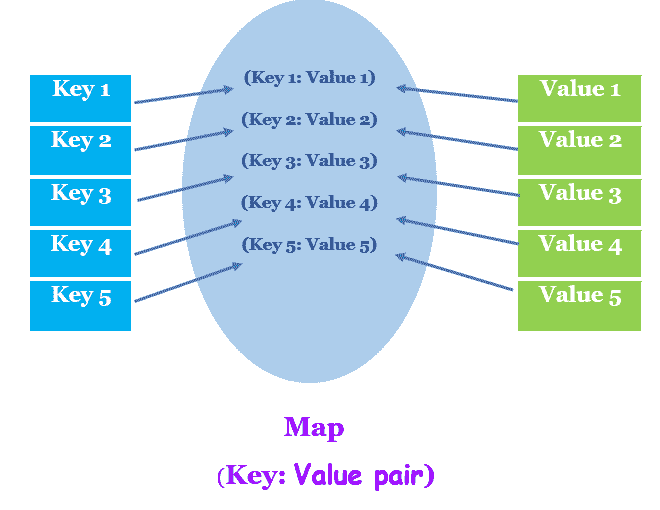 Key 1
Key 2
Key 3
Key 4
Key 5
(Key 1: Value 1)
(Key 2: Value 2)
(Key 3: Value 3)
(Key 4: Value 4)
(Key 5: Value 5)
Value 1
Value 2
Value 3
Value 4
Value 5
Map
(Key: Value pair)